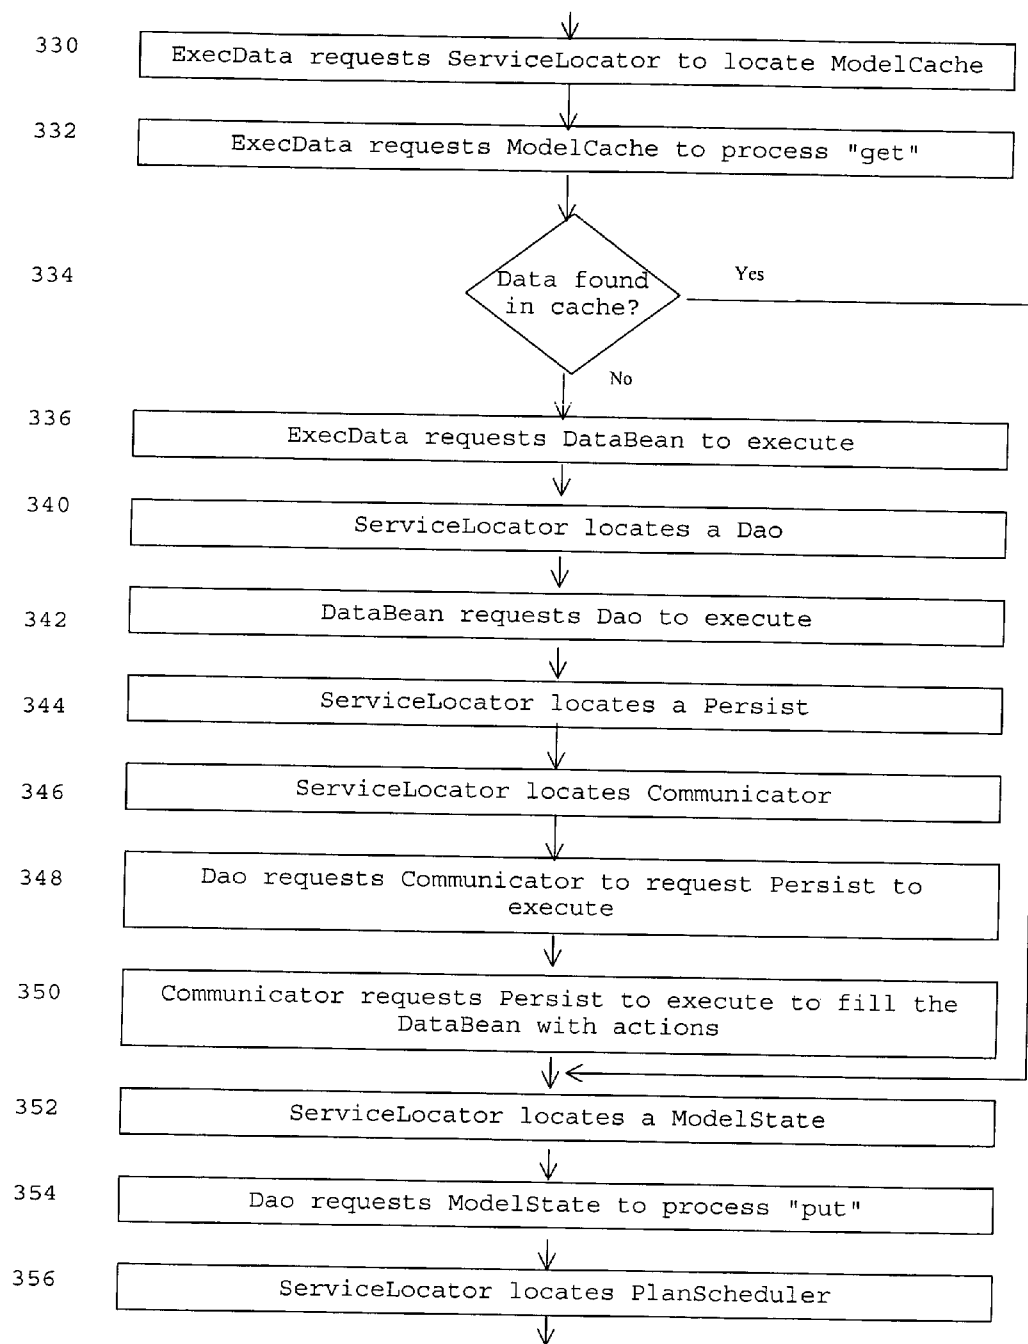 330
ExecData requests ServiceLocator to locate ModelCache
332
ExecData requests ModelCache to process "get"
334
Data found
in cache?
Yes
No
336
ExecData requests DataBean to execute
340
ServiceLocator locates a Dao
342
DataBean requests Dao to execute
344
ServiceLocator locates a Persist
346
ServiceLocator locates Communicator
348
Dao requests Communicator to request Persist to
execute
350
Communicator requests Persist to execute to fill the
DataBean with actions
352
ServiceLocator locates a ModelState
354
Dao requests ModelState to process "put"
356
ServiceLocator locates PlanScheduler